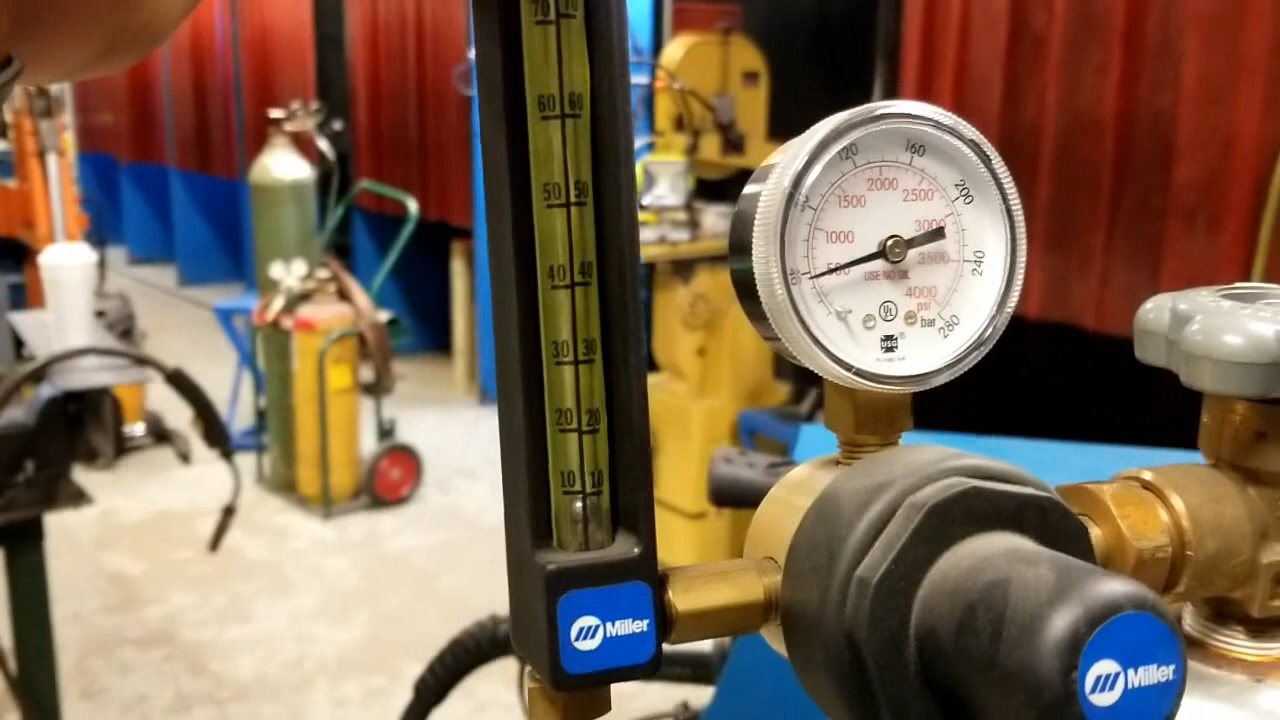 70 70
60 60
50 50
40 40
30 30
20 20
10 10
Miller
120 160
200
240
280
2000
1500 2500
1000 3000
500 3500
4000
USE NO OIL
psi
bar
UL
USG
Miller